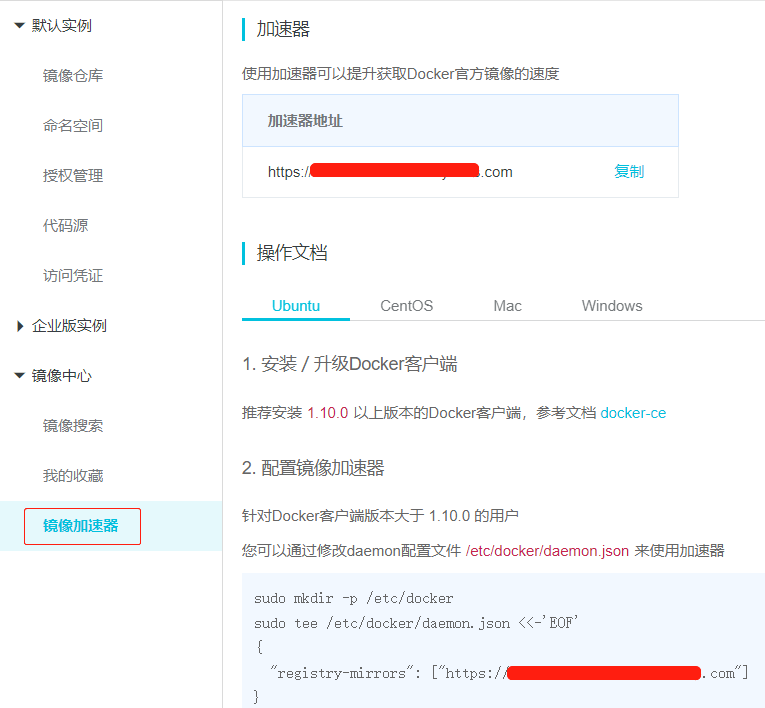 默认实例
镜像仓库
命名空间
授权管理
代码源
访问凭证
企业版实例
镜像中心
镜像搜索
我的收藏
镜像加速器
加速器
使用加速器可以提升获取Docker官方镜像的速度
加速器地址
https:/ .com 复制
操作文档
Ubuntu CentOS Mac Windows
1. 安装 / 升级Docker客户端
推荐安装 1.10.0 以上版本的Docker客户端，参考文档 docker-ce
2. 配置镜像加速器
针对Docker客户端版本大于 1.10.0 的用户
您可以通过修改daemon配置文件 /etc/docker/daemon.json 来使用加速器
sudo mkdir -p /etc/docker
sudo tee /etc/docker/daemon.json <<-'EOF'
{
"registry-mirrors": ["https:// .com"]
}